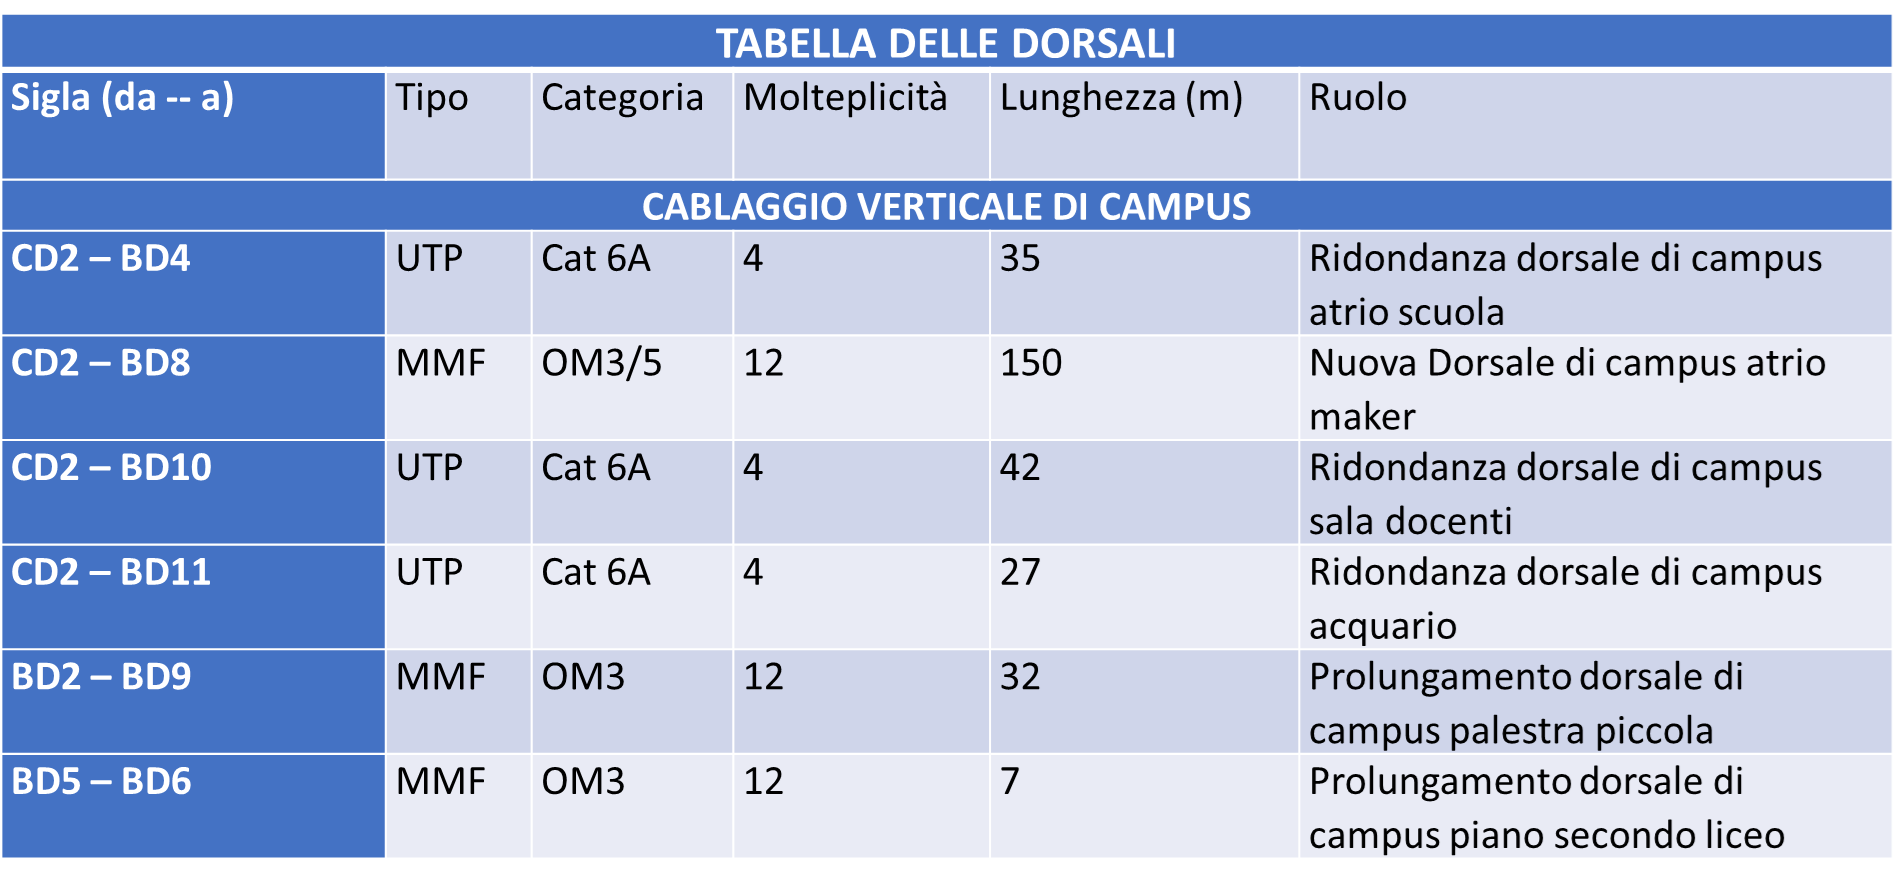 TABELLA DELLE DORSALI
Sigla (da -- a) Tipo Categoria Molteplicità Lunghezza (m) Ruolo
CABLAGGIO VERTICALE DI CAMPUS
CD2 – BD4 UTP Cat 6A 4 35 Ridondanza dorsale di campus
atrio scuola
CD2 – BD8 MMF OM3/5 12 150 Nuova Dorsale di campus atrio
maker
CD2 – BD10 UTP Cat 6A 4 42 Ridondanza dorsale di campus
sala docenti
CD2 – BD11 UTP Cat 6A 4 27 Ridondanza dorsale di campus
acquario
BD2 – BD9 MMF OM3 12 32 Prolungamento dorsale di
campus palestra piccola
BD5 – BD6 MMF OM3 12 7 Prolungamento dorsale di
campus piano secondo liceo